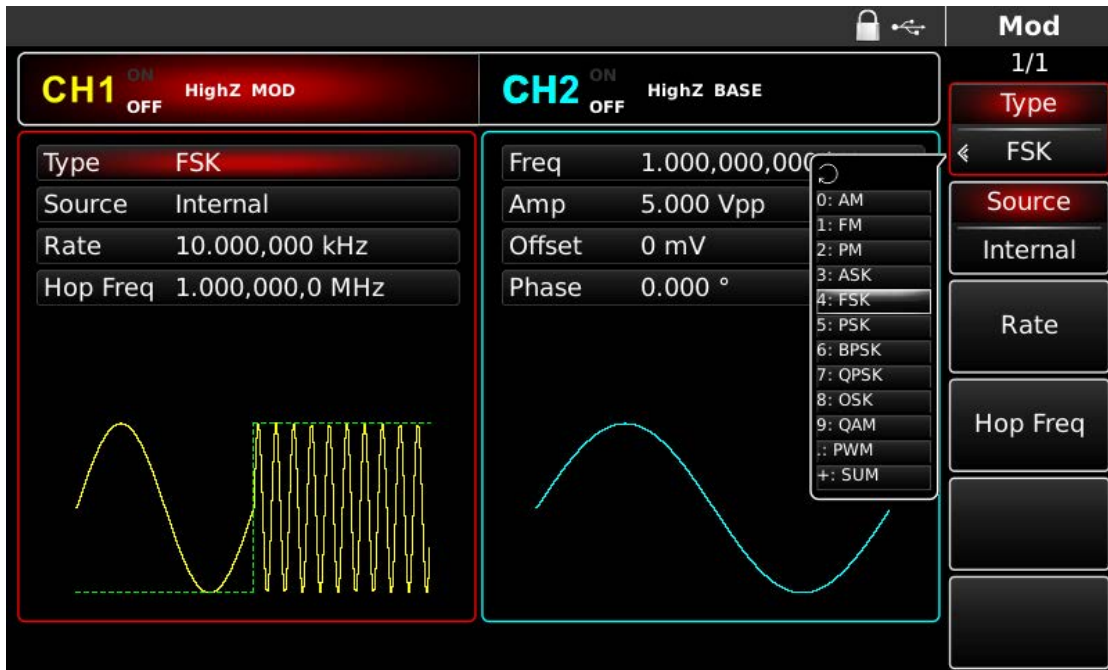 Mod
1/1
CH1 ON OFF HighZ MOD
CH2 ON OFF HighZ BASE
Type FSK
Source Internal
Rate 10.000,000 kHz
Hop Freq 1.000,000,0 MHz
Freq 1.000,000,000
Amp 5.000 Vpp
Offset 0 mV
Phase 0.000 °
0: AM
1: FM
2: PM
3: ASK
4: FSK
5: PSK
6: BPSK
7: QPSK
8: OSK
9: QAM
.: PWM
+: SUM
Type
FSK
Source
Internal
Rate
Hop Freq